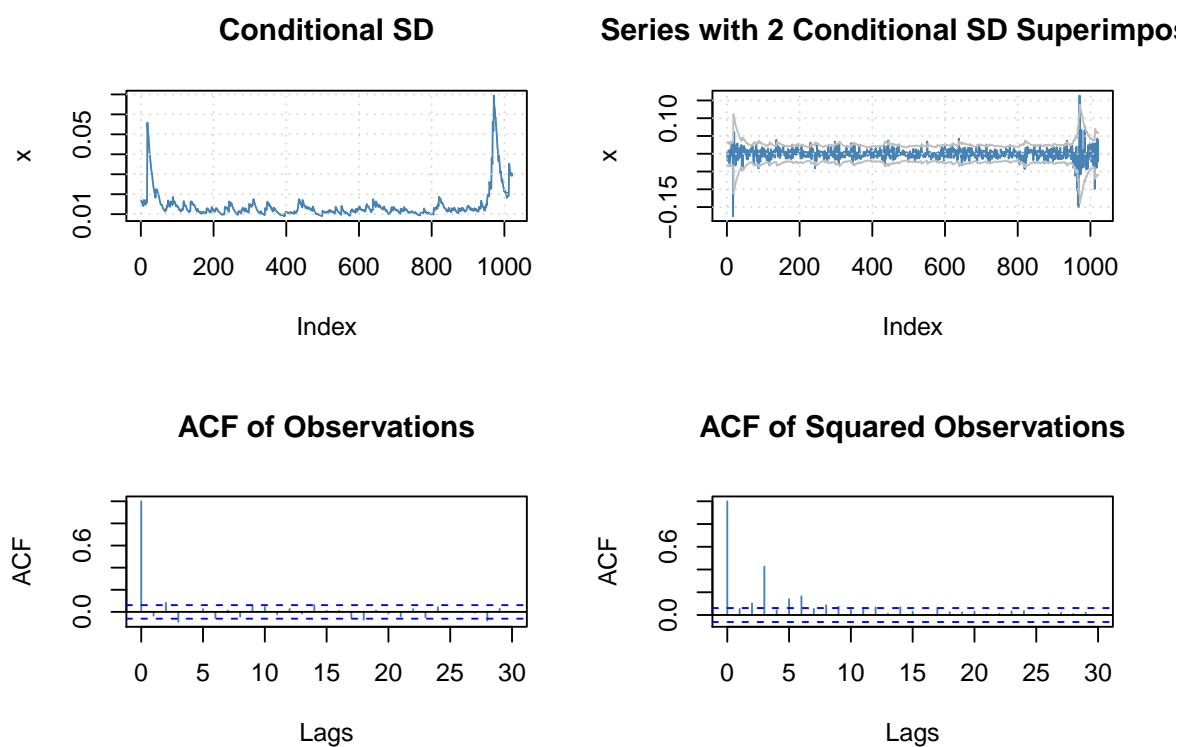 Conditional SD
x
0.01 0.05
0 200 400 600 800 1000
Index
Series with 2 Conditional SD Superimpos
x
−0.15 0.10
0 200 400 600 800 1000
Index
ACF of Observations
ACF
0.0 0.6
0 5 10 15 20 25 30
Lags
ACF of Squared Observations
ACF
0.0 0.6
0 5 10 15 20 25 30
Lags